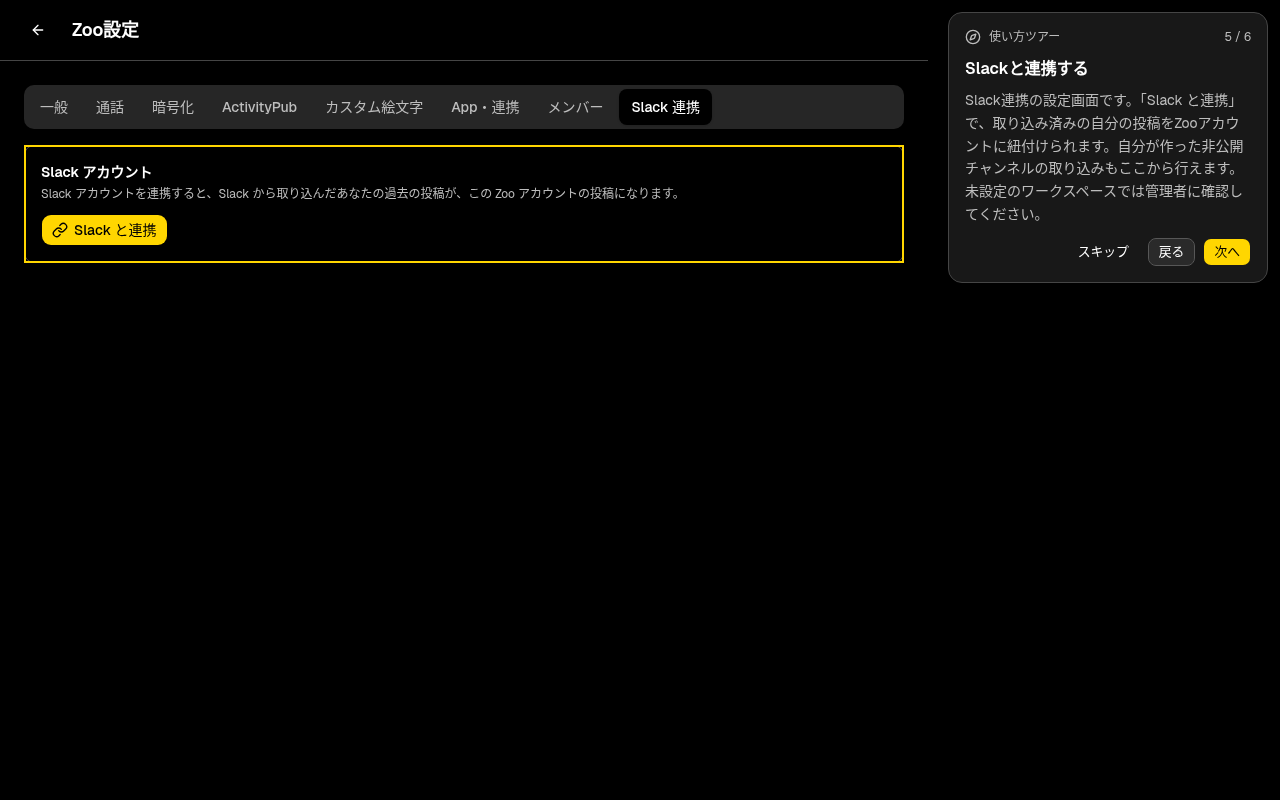 Zoo設定
一般
通話
暗号化
ActivityPub
カスタム絵文字
App・連携
メンバー
Slack 連携
Slack アカウント
Slack アカウントを連携すると、Slack から取り込んだあなたの過去の投稿が、この Zoo アカウントの投稿になります。
Slack と連携
使い方ツアー
5 / 6
Slackと連携する
Slack連携の設定画面です。「Slack と連携」
で、取り込み済みの自分の投稿をZooアカウ
ントに紐付けられます。自分が作った非公開
チャンネルの取り込みもここから行えます。
未設定のワークスペースでは管理者に確認し
てください。
スキップ
戻る
次へ